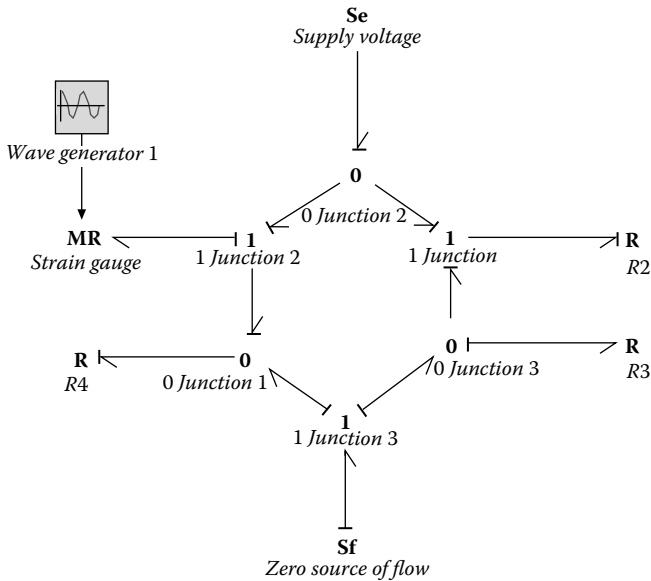 Se
Supply voltage
Wave generator 1
0
0 Junction 2
MR
Strain gauge
1
1 Junction 2
1
1 Junction
R
R2
R
R4
0
0 Junction 1
0
0 Junction 3
R
R3
1
1 Junction 3
Sf
Zero source of flow